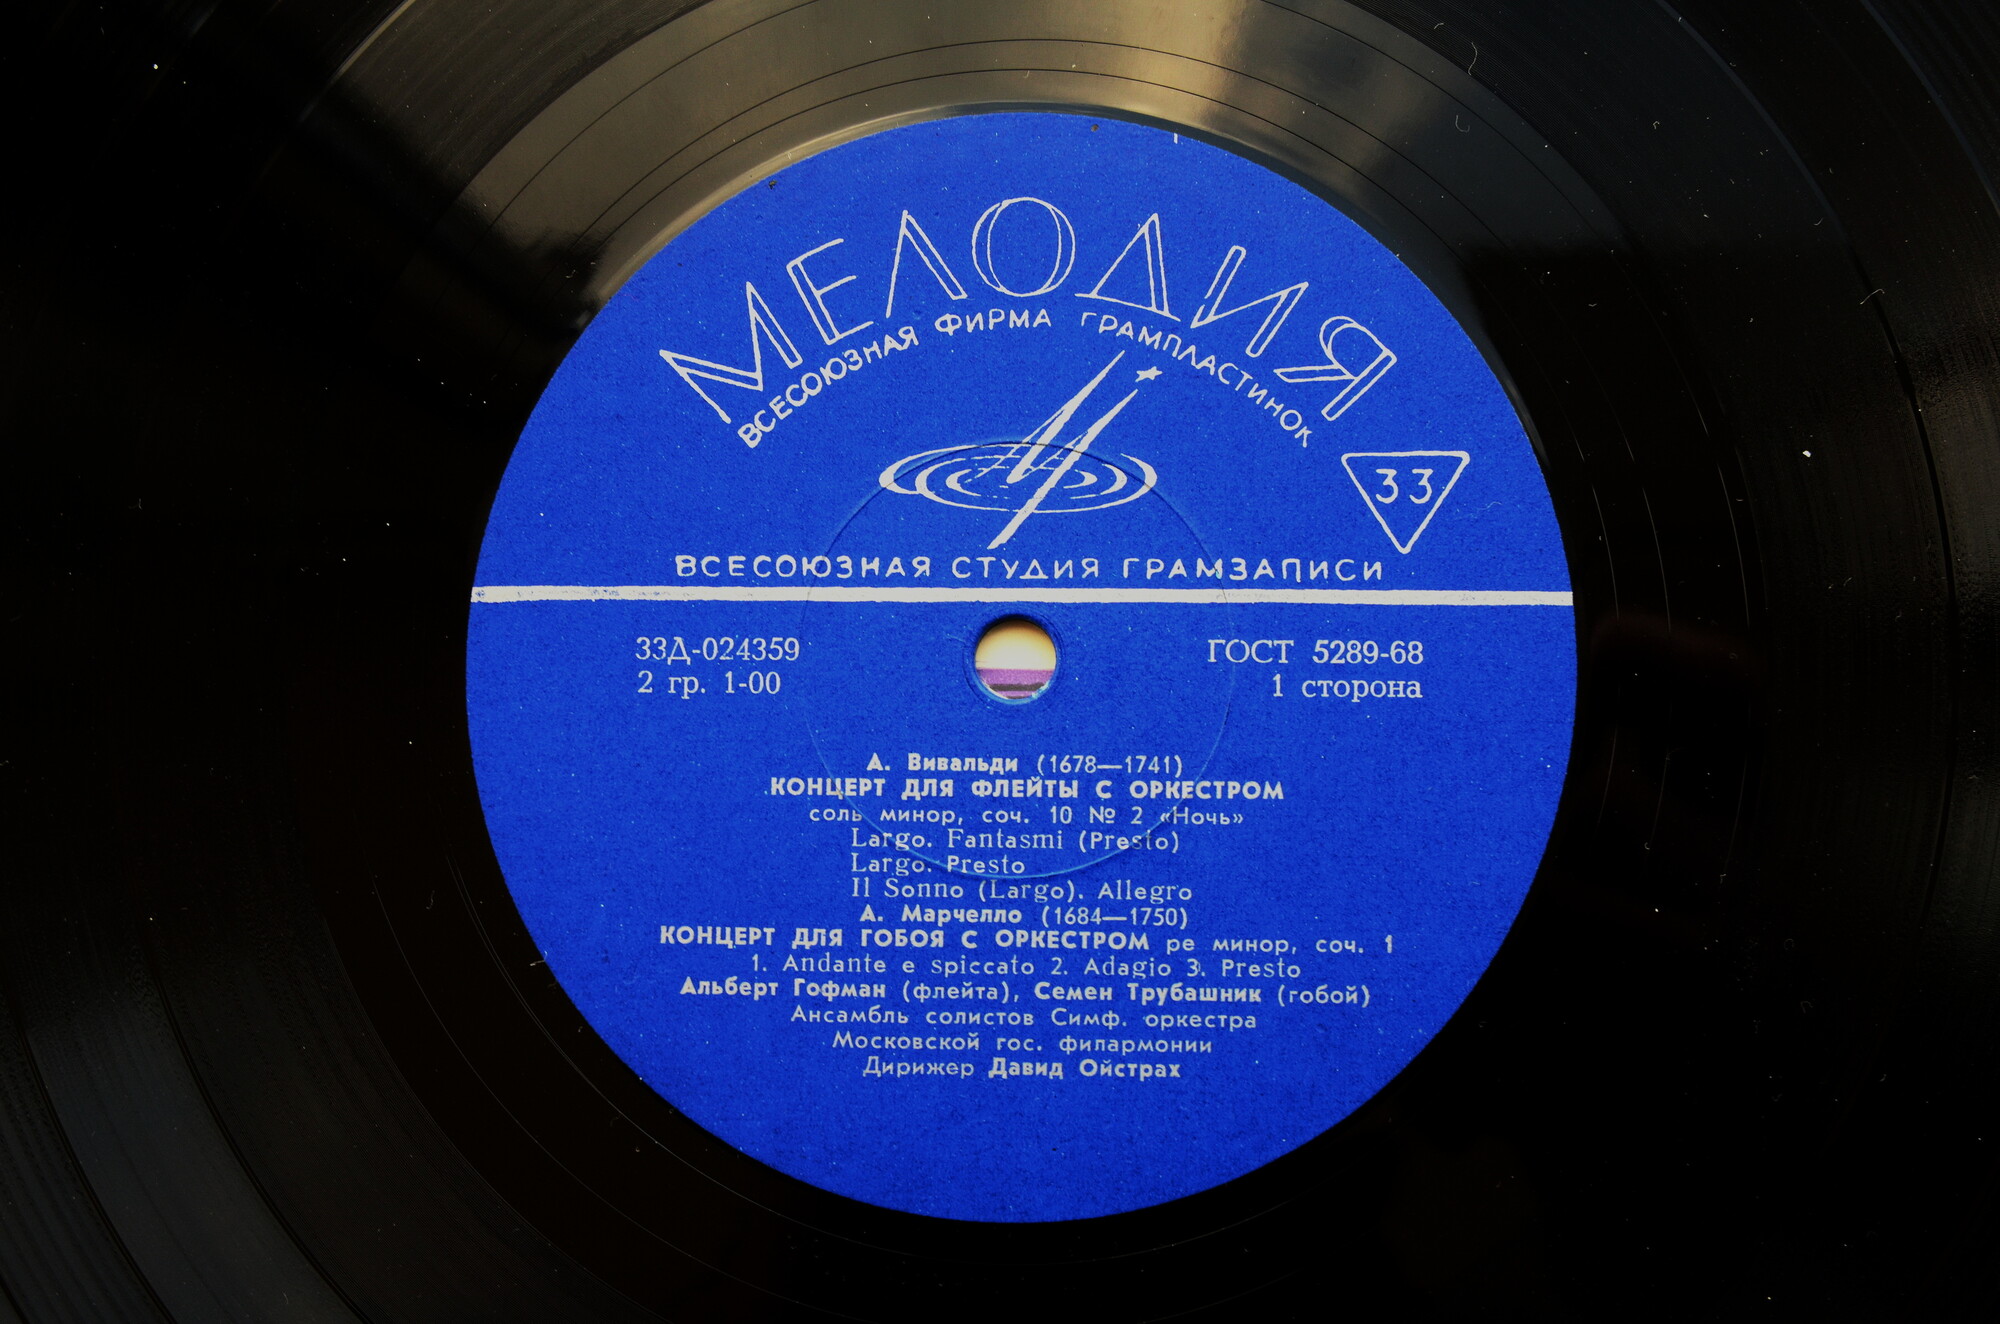 МЕЛОДИЯ
ВСЕСОЮЗНАЯ ФИРМА ГРАМПЛАСТИНОК
33
ВСЕСОЮЗНАЯ СТУДИЯ ГРАМЗАПИСИ
33Д-024359
2 гр. 1-00
ГОСТ 5289-68
1 сторона
А. Вивальди (1678—1741)
КОНЦЕРТ ДЛЯ ФЛЕЙТЫ С ОРКЕСТРОМ
соль минор, соч. 10 № 2 «Ночь»
Largo. Fantasmi (Presto)
Largo. Presto
Il Sonno (Largo). Allegro
А. Марчелло (1684—1750)
КОНЦЕРТ ДЛЯ ГОБОЯ С ОРКЕСТРОМ ре минор, соч. 1
1. Andante e spiccato 2. Adagio 3. Presto
Альберт Гофман (флейта), Семен Трубашник (гобой)
Ансамбль солистов Симф. оркестра
Московской гос. филармонии
Дирижер Давид Ойстрах